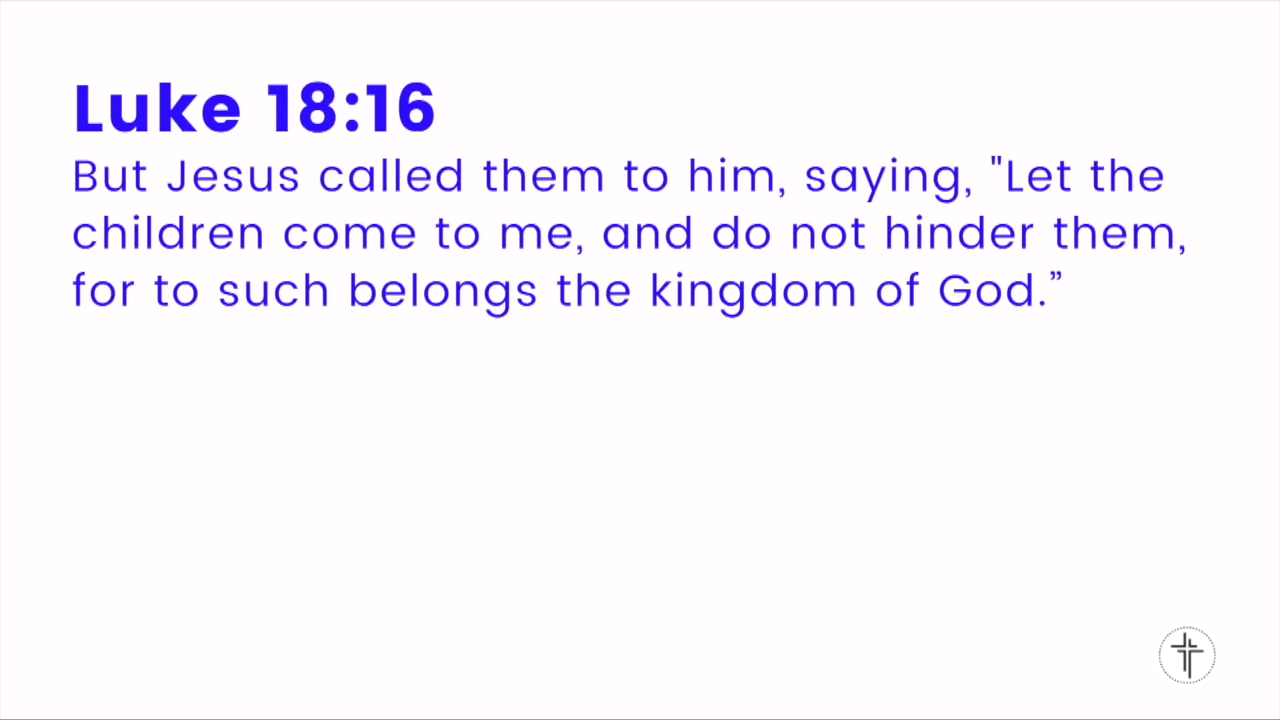 Luke 18:16
But Jesus called them to him, saying, "Let the
children come to me, and do not hinder them,
for to such belongs the kingdom of God.”